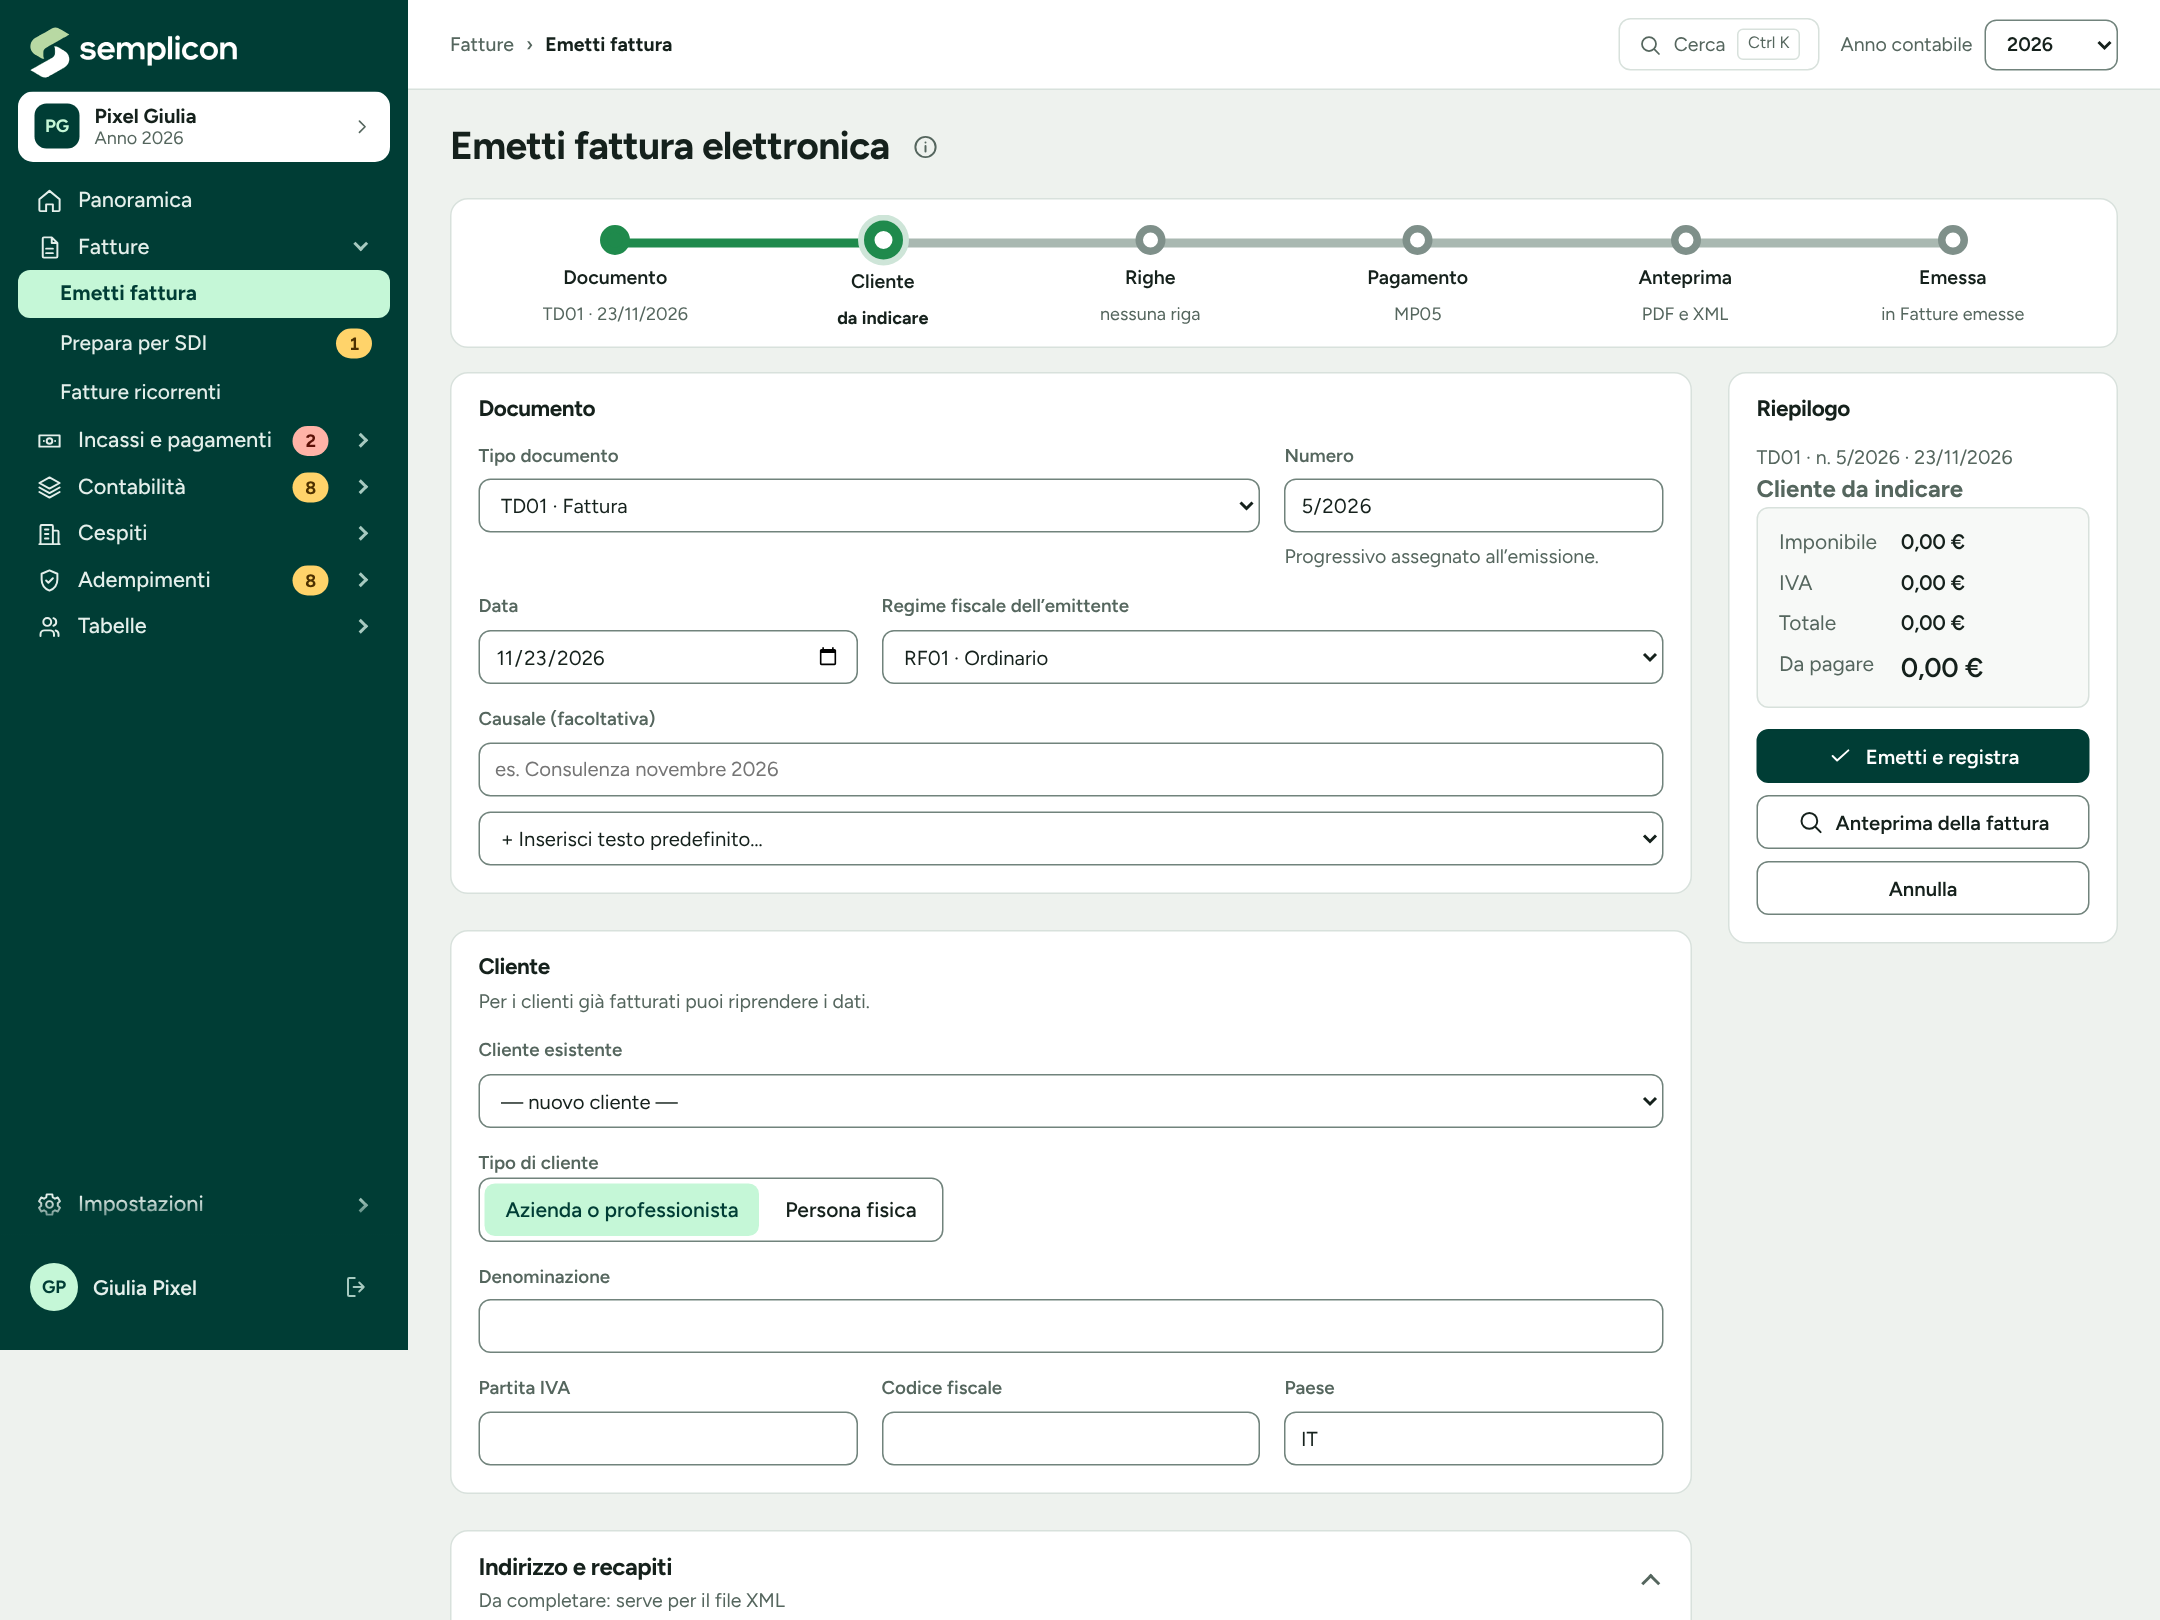 semplicon
PG
Pixel Giulia
Anno 2026
Panoramica
Fatture
Emetti fattura
Prepara per SDI
1
Fatture ricorrenti
Incassi e pagamenti
2
Contabilità
8
Cespiti
Adempimenti
8
Tabelle
Impostazioni
GP
Giulia Pixel
Fatture › Emetti fattura
Cerca
Ctrl K
Anno contabile
2026
Emetti fattura elettronica
Documento
TD01 · 23/11/2026
Cliente
da indicare
Righe
nessuna riga
Pagamento
MP05
Anteprima
PDF e XML
Emessa
in Fatture emesse
Documento
Tipo documento
TD01 · Fattura
Numero
5/2026
Progressivo assegnato all’emissione.
Data
11/23/2026
Regime fiscale dell’emittente
RF01 · Ordinario
Causale (facoltativa)
es. Consulenza novembre 2026
+ Inserisci testo predefinito...
Cliente
Per i clienti già fatturati puoi riprendere i dati.
Cliente esistente
— nuovo cliente —
Tipo di cliente
Azienda o professionista
Persona fisica
Denominazione
Partita IVA
Codice fiscale
Paese
IT
Indirizzo e recapiti
Da completare: serve per il file XML
Riepilogo
TD01 · n. 5/2026 · 23/11/2026
Cliente da indicare
Imponibile 0,00 €
IVA 0,00 €
Totale 0,00 €
Da pagare 0,00 €
Emetti e registra
Anteprima della fattura
Annulla